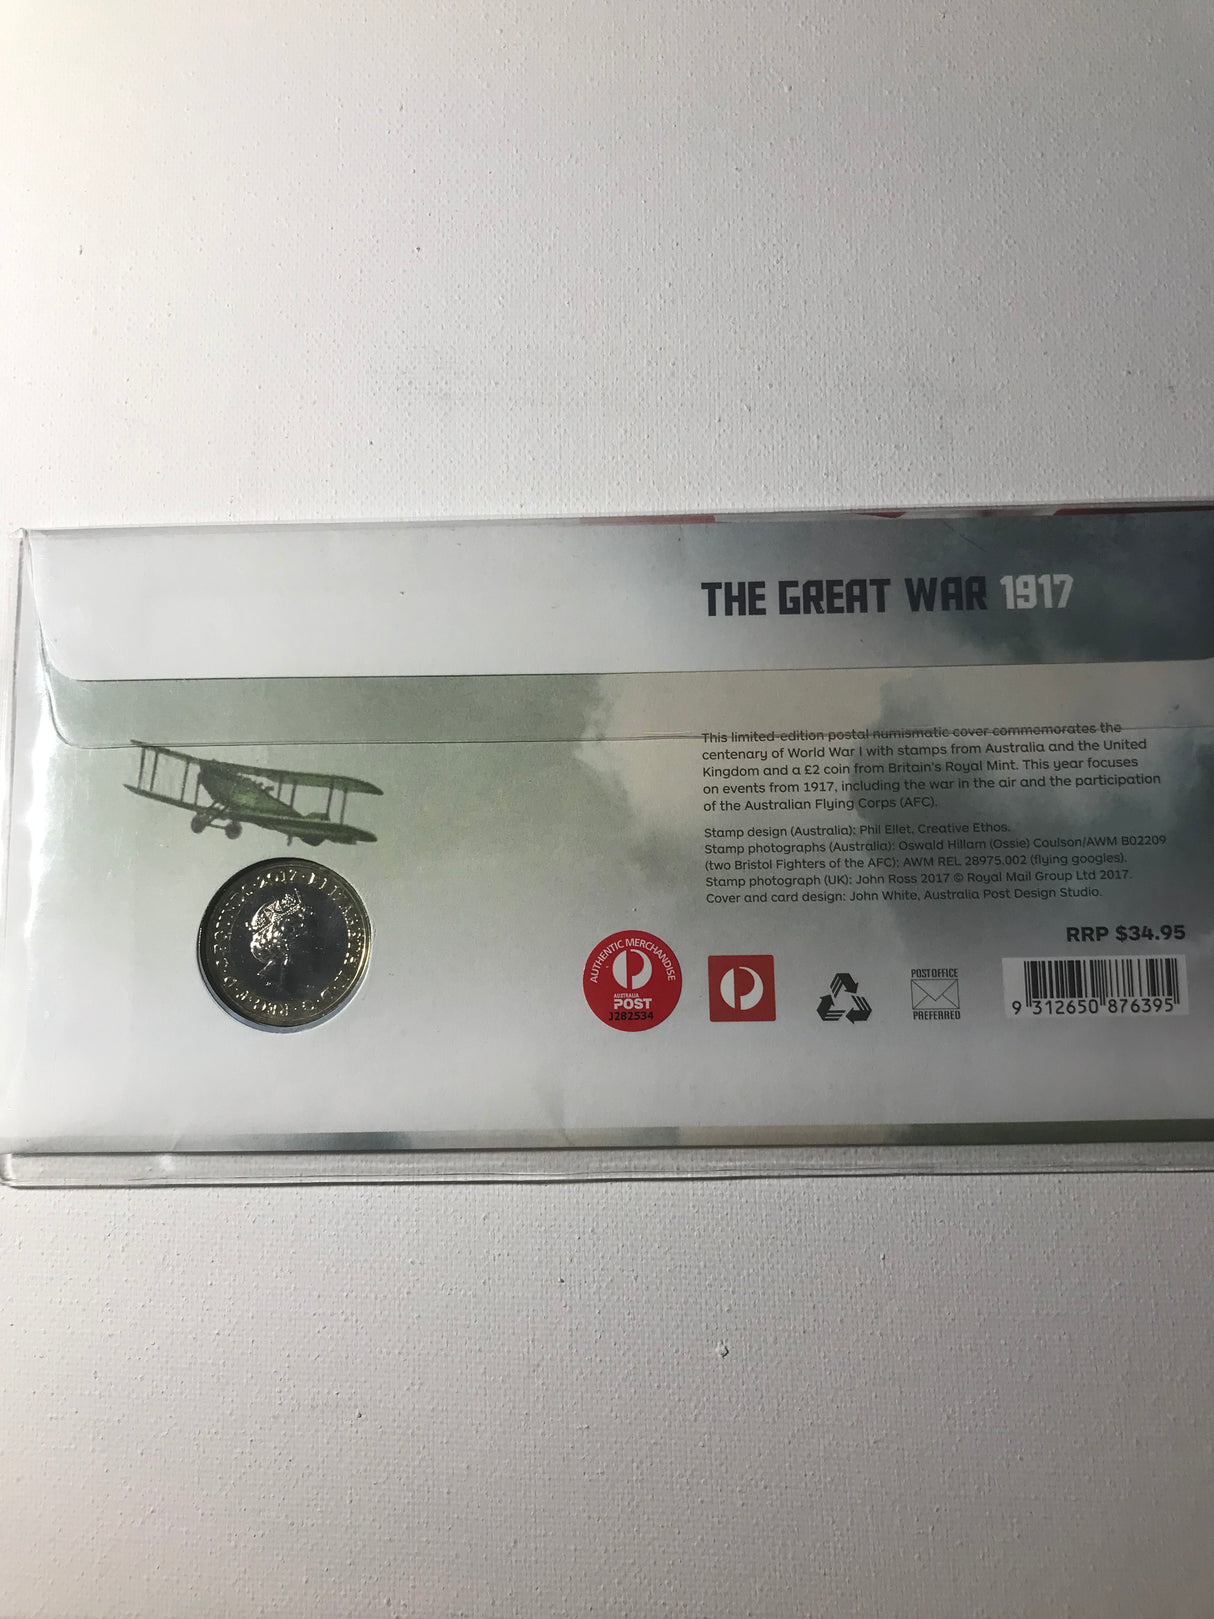 THE GREAT WAR 1917
This limited-edition postal numismatic cover commemorates the
centenary of World War I with stamps from Australia and the United
Kingdom and a £2 coin from Britain's Royal Mint. This year focuses
on events from 1917, including the war in the air and the participation
of the Australian Flying Corps (AFC).
Stamp design (Australia): Phil Ellet, Creative Ethos.
Stamp photographs (Australia): Oswald Hillam (Ossie) Coulson/AWM B02209
(two Bristol Fighters of the AFC); AWM REL 28975.002 (flying googles).
Stamp photograph (UK): John Ross 2017 © Royal Mail Group Ltd 2017.
Cover and card design: John White, Australia Post Design Studio.
RRP $34.95
2017
AUTHENTIC MERCHANDISE
AUSTRALIA
POST
J282534
POST OFFICE
PREFERRED
9 312650 876395